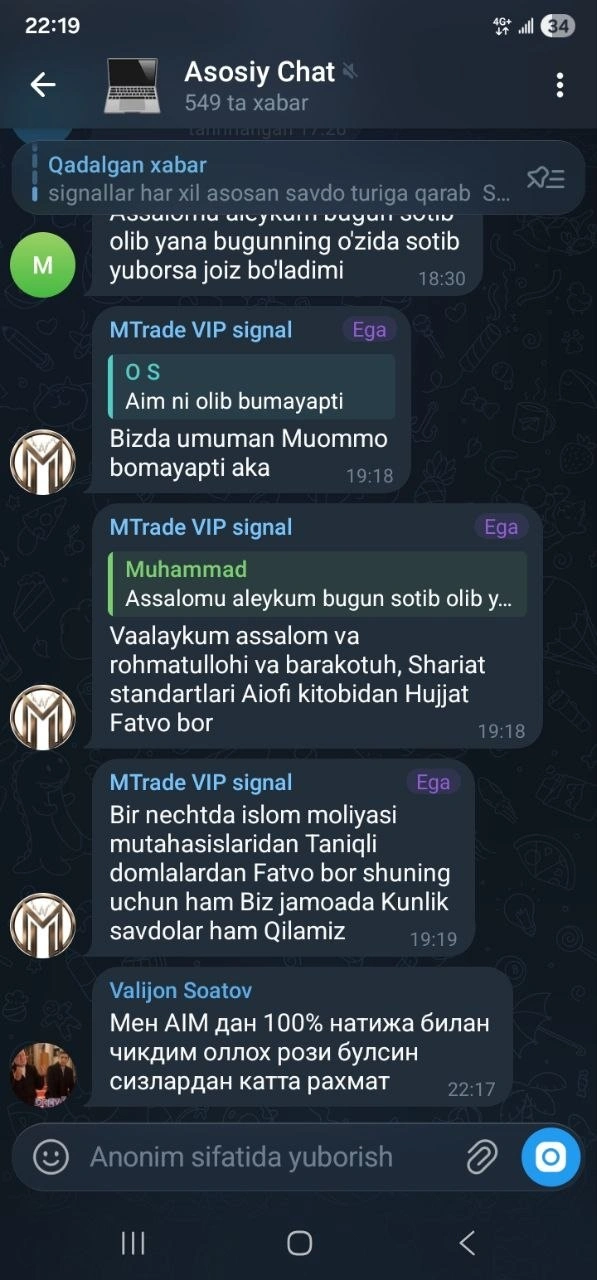 22:19
4G+
34
Asosiy Chat
549 ta xabar
Qadalgan xabar
signallar har xil asosan savdo turiga qarab S...
Assalomu aleykum bugun sotib
olib yana bugunning o'zida sotib
yuborsa joiz bo'ladimi
18:30
M
MTrade VIP signal
Ega
O S
Aim ni olib bumayapti
Bizda umuman Muommo
bomayapti aka
19:18
MTrade VIP signal
Ega
Muhammad
Assalomu aleykum bugun sotib olib y...
Vaalaykum assalom va
rohmatullohi va barakotuh, Shariat
standartlari Aiofi kitobidan Hujjat
Fatvo bor
19:18
MTrade VIP signal
Ega
Bir nechtda islom moliyasi
mutahasislaridan Taniqli
domlalardan Fatvo bor shuning
uchun ham Biz jamoada Kunlik
savdolar ham Qilamiz
19:19
Valijon Soatov
Мен AIM дан 100% натижа билан
чикдим оллох рози булсин
сизлардан катта рахмат
22:17
Anonim sifatida yuborish